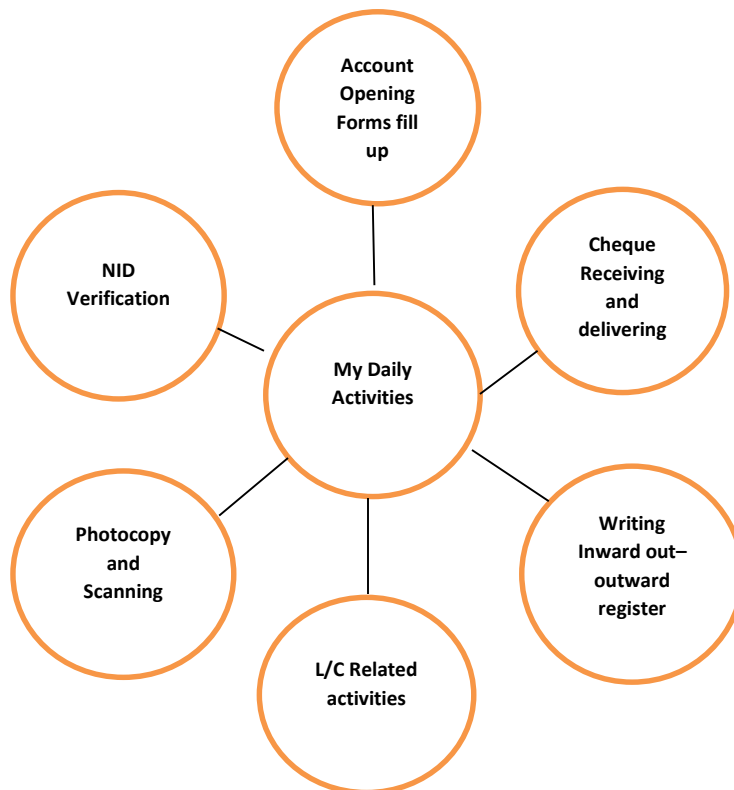 Account
Opening
Forms fill
up
Cheque
Receiving
and
delivering
NID
Verification
My Daily
Activities
Photocopy
and
Scanning
Writing
Inward out–
outward
register
L/C Related
activities